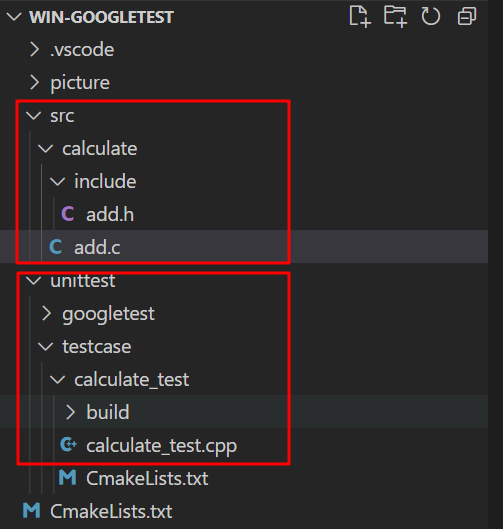 WIN-GOOGLETEST
.vscode
picture
src
calculate
include
C add.h
C add.c
unittest
googletest
testcase
calculate_test
build
C++ calculate_test.cpp
M CmakeLists.txt
M CmakeLists.txt